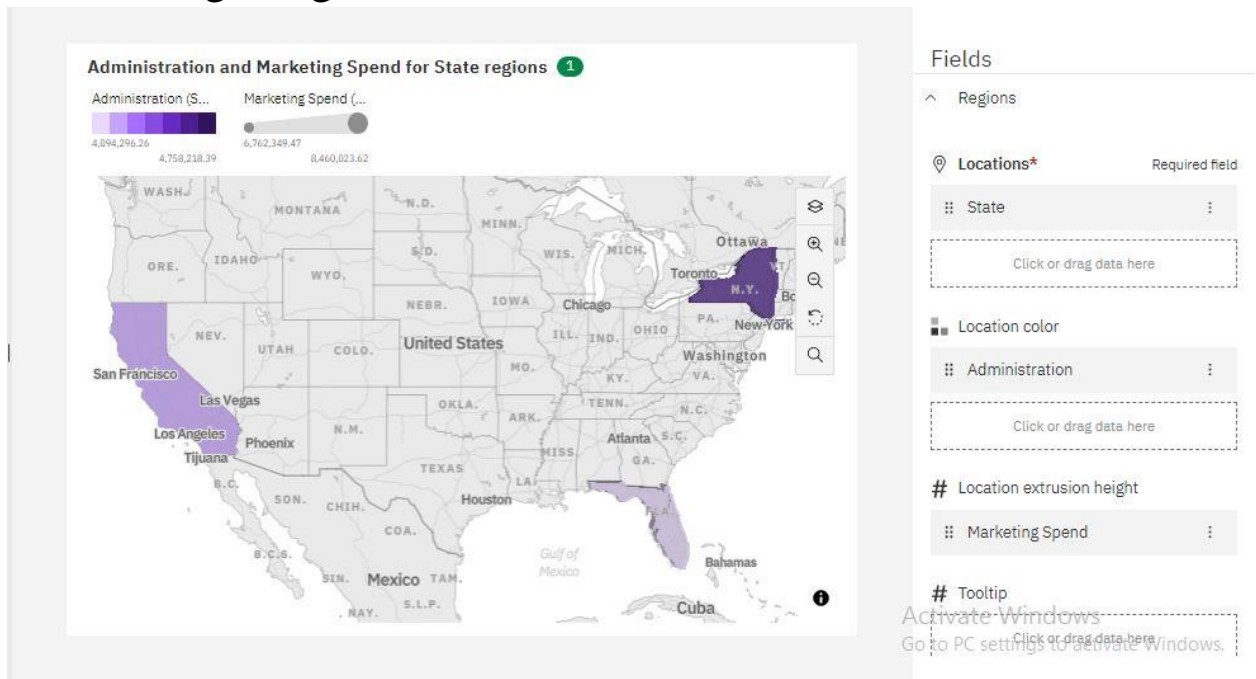 Administration and Marketing Spend for State regions 1
Administration (S... Marketing Spend (...
4,094,296.26 6,762,349.47
4,758,218.39 8,460,023.62
WASH.
MONTANA
N.D.
MINN.
ORE.
IDAHO
S.D.
WIS.
MICH.
Ottawa
VT
WYO.
Toronto
N.Y.
NEBR.
IOWA
Chicago
NEV.
UTAH
COLO.
United States
ILL.
IND.
OHIO
PA.
New-York
San Francisco
MO.
Washington
KY.
VA.
Las Vegas
OKLA.
ARK.
TENN.
N.C.
Los Angeles
Phoenix
N.M.
Atlanta
S.C.
Tijuana
TEXAS
MISS.
GA.
B.C.
LA.
SON.
CHIH.
Houston
FLA.
COA.
B.C.S.
Gulf of
Mexico
Bahamas
SIN.
Mexico
TAM.
NAY.
S.L.P.
Cuba
Fields
Regions
Locations* Required field
State
Click or drag data here
Location color
Administration
Click or drag data here
# Location extrusion height
Marketing Spend
# Tooltip
Click or drag data here
Activate Windows
Go to PC settings to activate Windows.